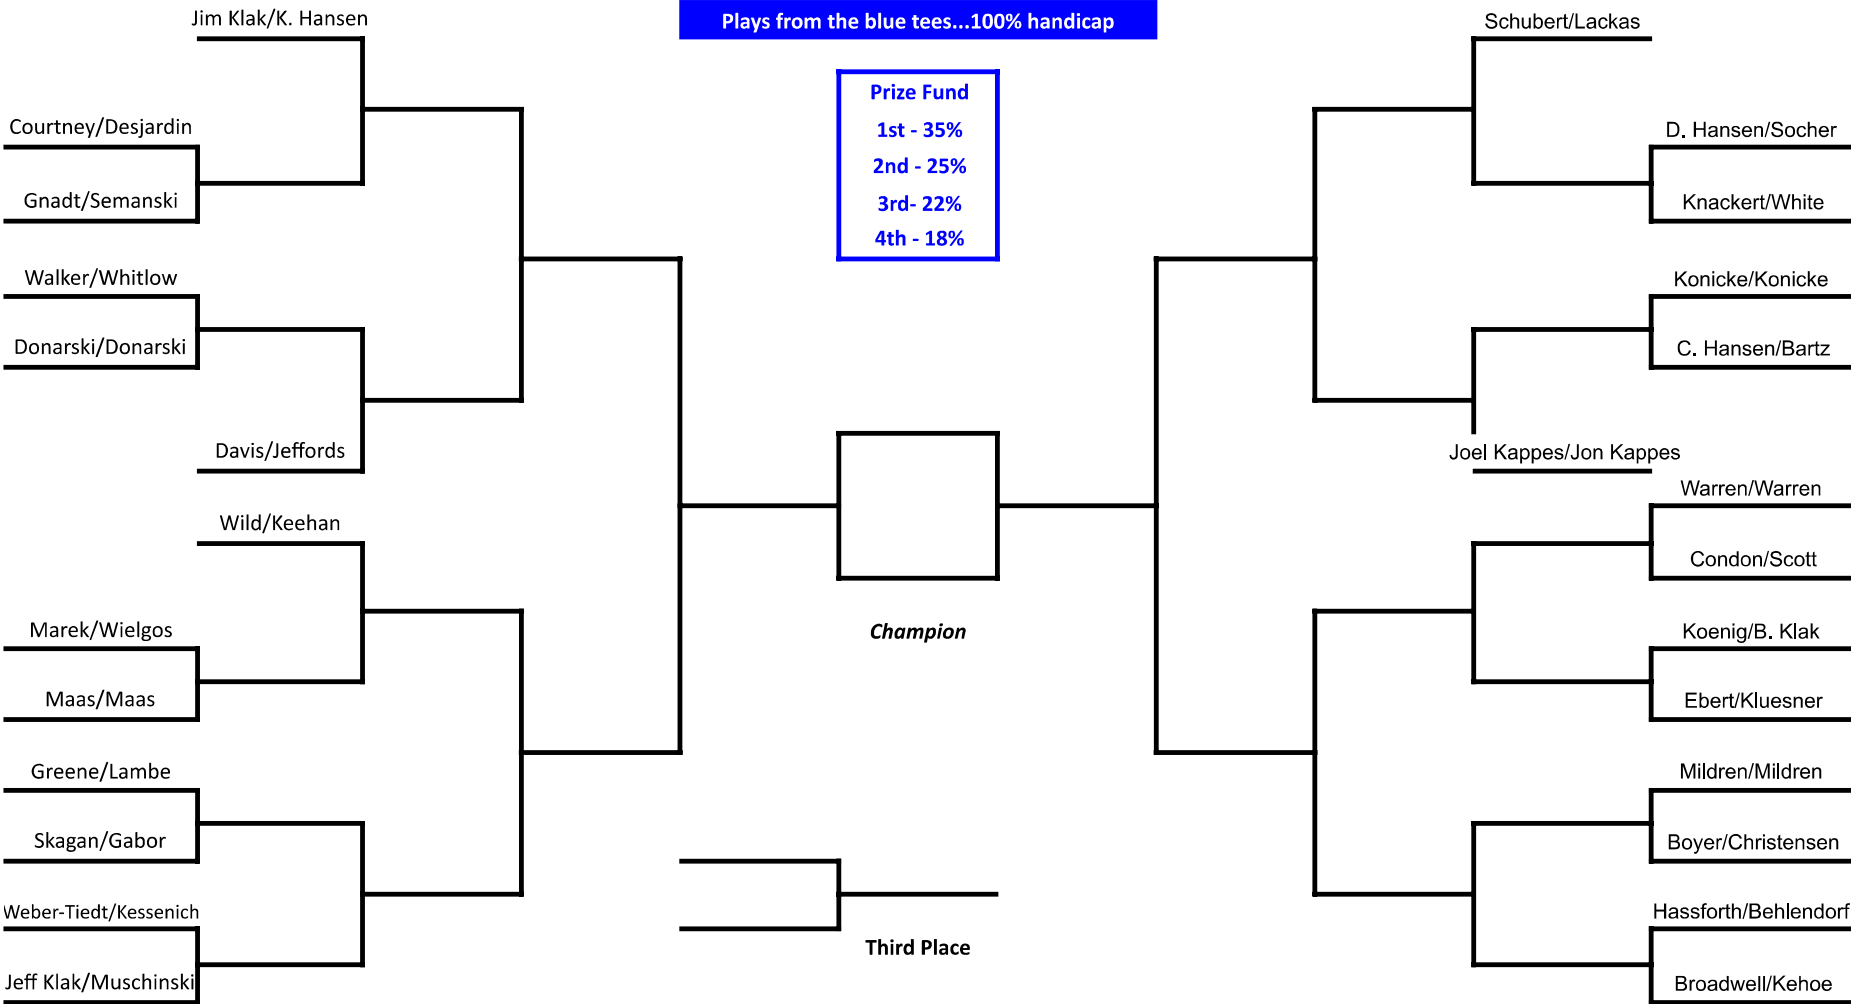 Jim Klak/K. Hansen
Courtney/Desjardin
Gnadt/Semanski
Walker/Whitlow
Donarski/Donarski
Davis/Jeffords
Wild/Keehan
Marek/Wielgos
Maas/Maas
Greene/Lambe
Skagan/Gabor
Weber-Tiedt/Kessenich
Jeff Klak/Muschinski
Plays from the blue tees...100% handicap
Prize Fund
1st - 35%
2nd - 25%
3rd- 22%
4th - 18%
Champion
Third Place
Schubert/Lackas
D. Hansen/Socher
Knackert/White
Konicke/Konicke
C. Hansen/Bartz
Joel Kappes/Jon Kappes
Warren/Warren
Condon/Scott
Koenig/B. Klak
Ebert/Kluesner
Mildren/Mildren
Boyer/Christensen
Hassforth/Behlendorf
Broadwell/Kehoe